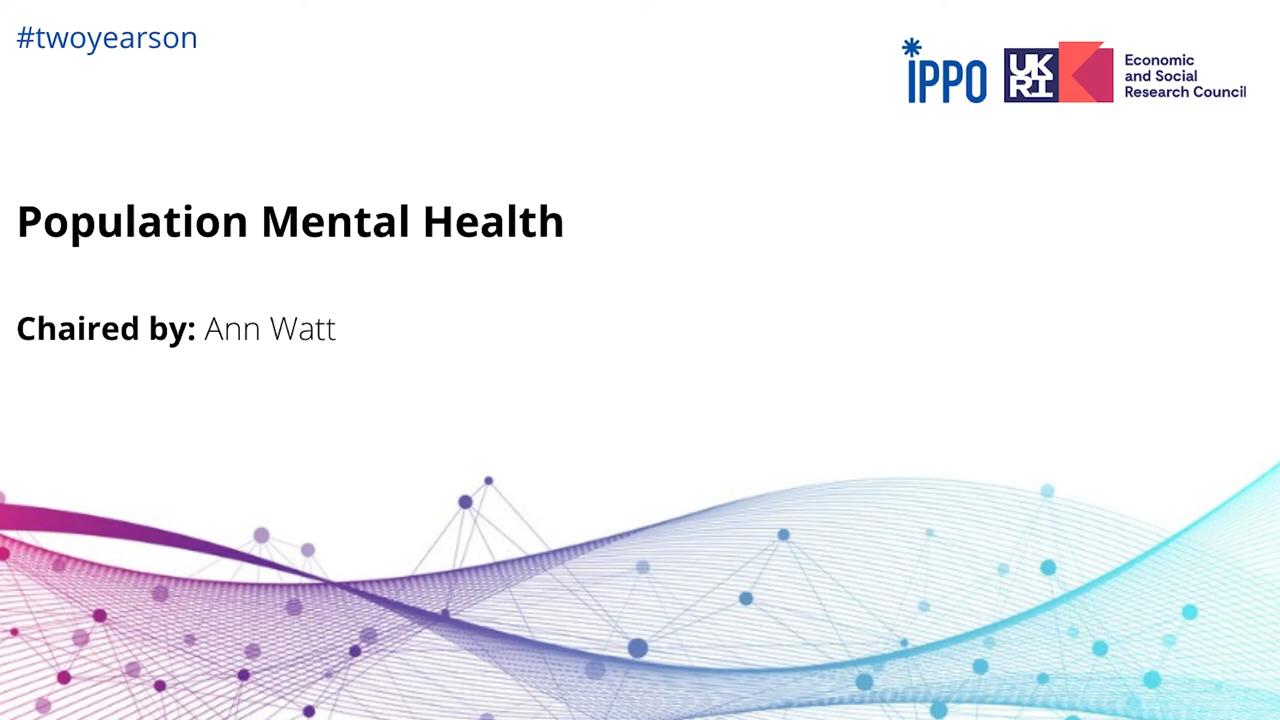 #twoyearson
IPPO
UK
RI
Economic
and Social
Research Council
Population Mental Health
Chaired by: Ann Watt